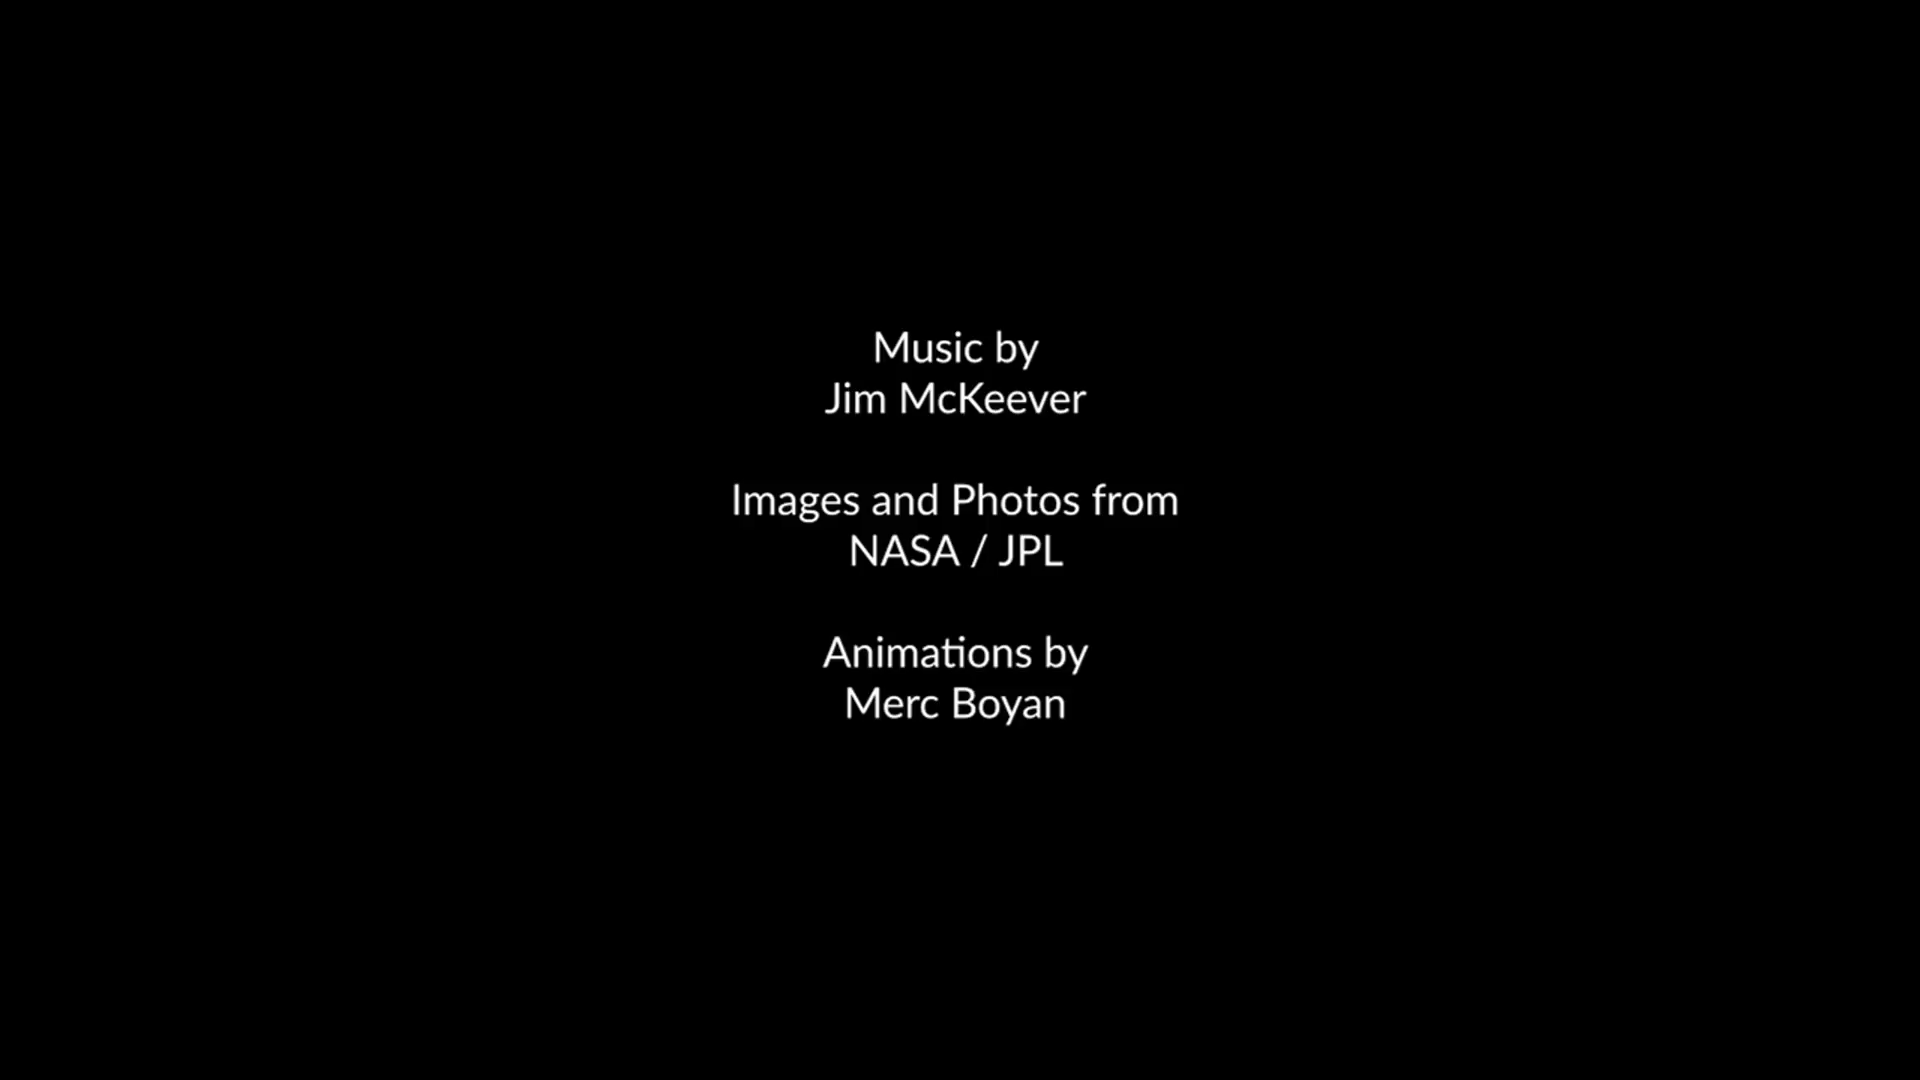 Music by
Jim McKeever
Images and Photos from
NASA / JPL
Animations by
Merc Boyan